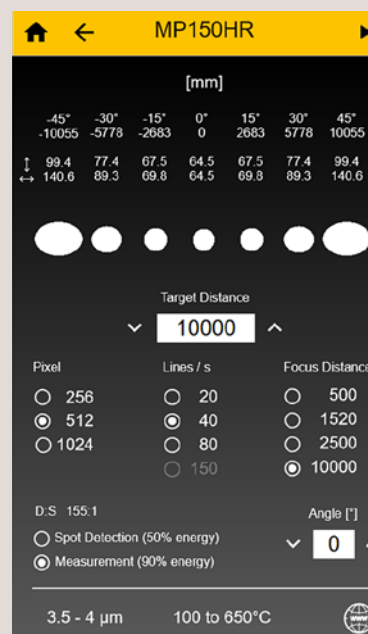 MP150HR
[mm]
-45° -30° -15° 0° 15° 30° 45°
-10055 -5778 -2683 0 2683 5778 10055
↕ 99.4 77.4 67.5 64.5 67.5 77.4 99.4
↔ 140.6 89.3 69.8 64.5 69.8 89.3 140.6
Target Distance
10000
Pixel Lines / s Focus Distance
256 20 500
512 40 1520
1024 80 2500
150 10000
D:S 155:1 Angle [°]
Spot Detection (50% energy)
0
Measurement (90% energy)
3.5 - 4 µm 100 to 650°C www